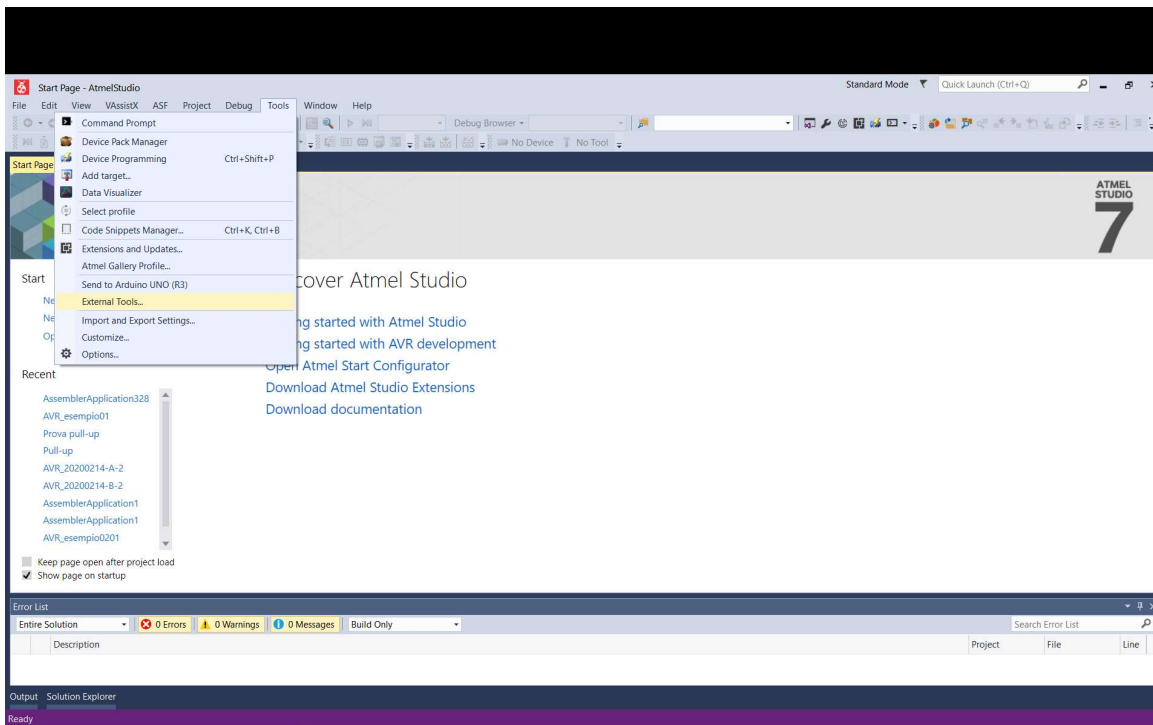 Start Page - AtmelStudio
Standard Mode
Quick Launch (Ctrl+Q)
File Edit View VAssistX ASF Project Debug Tools Window Help
Debug Browser
No Device No Tool
Start Page
Command Prompt
Device Pack Manager
Device Programming Ctrl+Shift+P
Add target...
Data Visualizer
Select profile
Code Snippets Manager... Ctrl+K, Ctrl+B
Extensions and Updates...
Atmel Gallery Profile...
Send to Arduino UNO (R3)
External Tools...
Import and Export Settings...
Customize...
Options...
ATMEL
STUDIO
7
Start
Ne
Ne
Op
cover Atmel Studio
ng started with Atmel Studio
ng started with AVR development
Open Atmel Start Configurator
Download Atmel Studio Extensions
Download documentation
Recent
AssemblerApplication328
AVR_esempio01
Prova pull-up
Pull-up
AVR_20200214-A-2
AVR_20200214-B-2
AssemblerApplication1
AssemblerApplication1
AVR_esempio0201
Keep page open after project load
Show page on startup
Error List
Entire Solution 0 Errors 0 Warnings 0 Messages Build Only
Search Error List
Description Project File Line
Output Solution Explorer
Ready